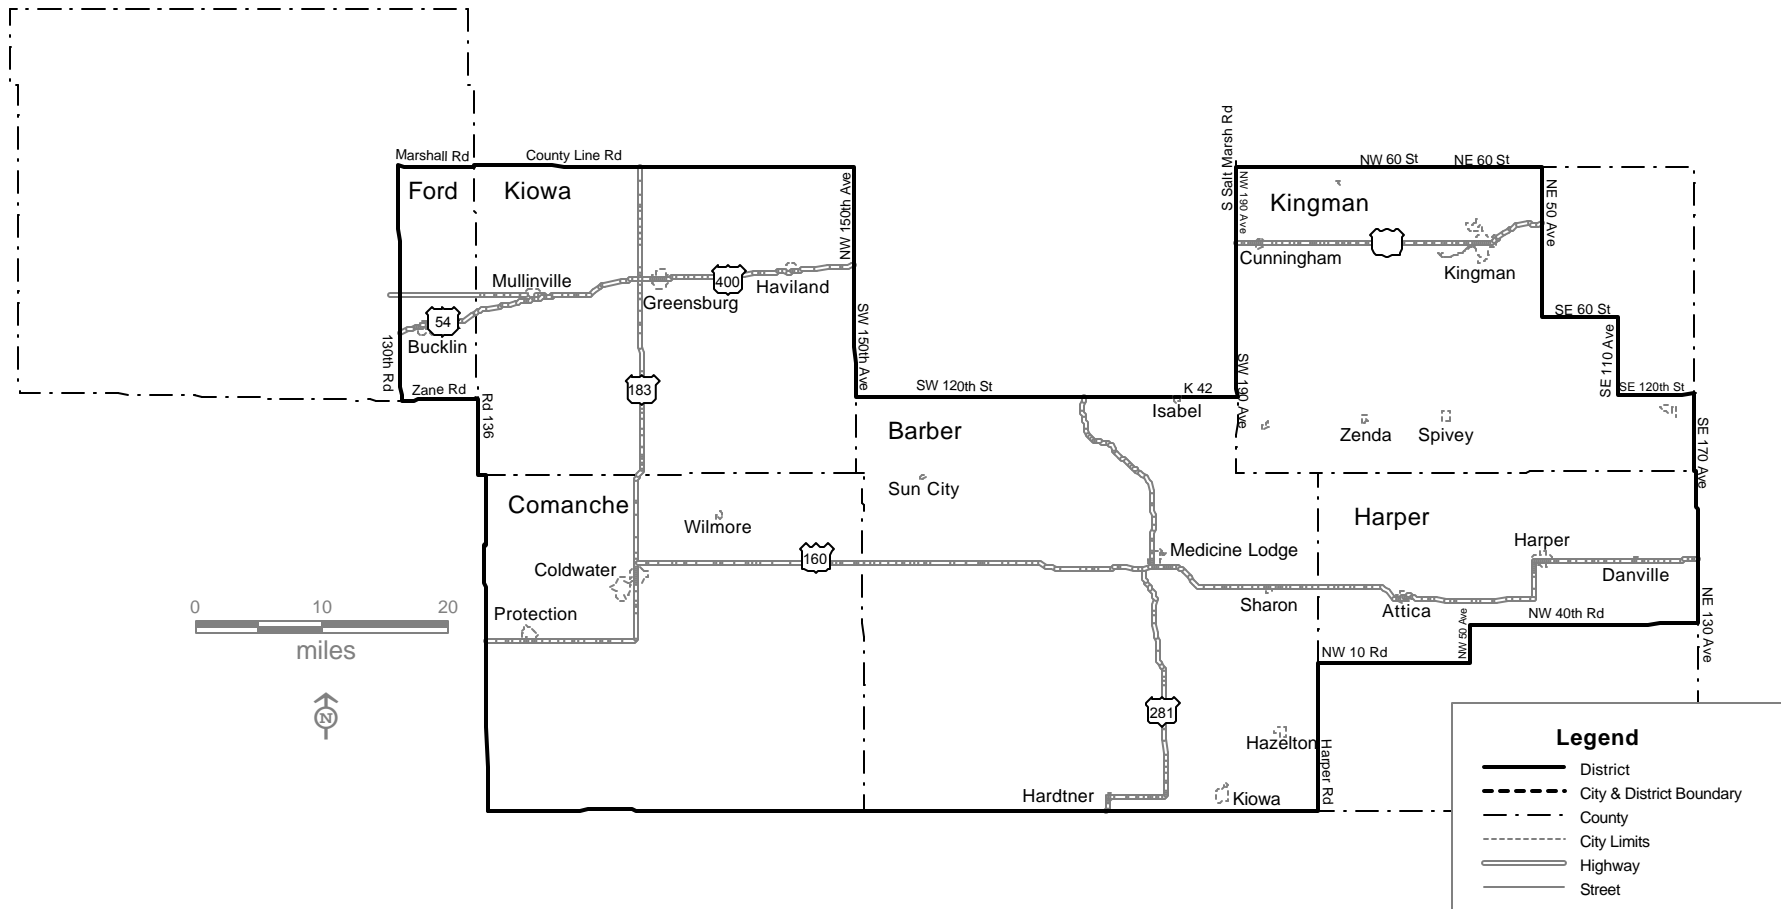 S Salt Marsh Rd
Marshall Rd
County Line Rd
NW 60 St
NE 60 St
Ford
Kiowa
NW 150th Ave
NW 190 Ave
Kingman
NE 50 Ave
Cunningham
Kingman
Mullinville
400
Haviland
Greensburg
54
Bucklin
130th Rd
SW 150th Ave
SE 60 St
SE 110 Ave
Zane Rd
183
SW 120th St
K 42
SW 190 Ave
SE 120th St
Rd 136
Isabel
Barber
Zenda
Spivey
SE 170 Ave
Sun City
Comanche
Wilmore
Harper
160
Medicine Lodge
Harper
Coldwater
Danville
0 10 20
miles
N
Protection
Sharon
Attica
NW 50 Ave
NW 40th Rd
NE 130 Ave
NW 10 Rd
281
Hazelton
Harper Rd
Hardtner
Kiowa
Legend
District
City & District Boundary
County
City Limits
Highway
Street